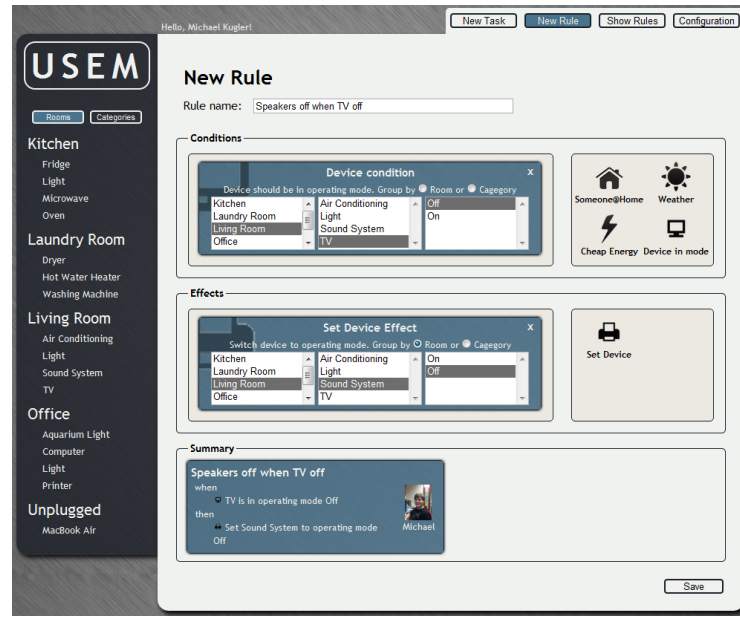 Hello, Michael Kugler!
New Task New Rule Show Rules Configuration
USEM
Rooms Categories
Kitchen
Fridge
Light
Microwave
Oven
Laundry Room
Dryer
Hot Water Heater
Washing Machine
Living Room
Air Conditioning
Light
Sound System
TV
Office
Aquarium Light
Computer
Light
Printer
Unplugged
MacBook Air
New Rule
Rule name: Speakers off when TV off
Conditions
Device condition x
Device should be in operating mode. Group by Room or Cagegory
Kitchen Air Conditioning Off
Laundry Room Light On
Living Room Sound System
Office TV
Someone@Home Weather
Cheap Energy Device in mode
Effects
Set Device Effect x
Switch device to operating mode. Group by Room or Cagegory
Kitchen Air Conditioning On
Laundry Room Light Off
Living Room Sound System
Office TV
Set Device
Summary
Speakers off when TV off
when
TV is in operating mode Off
then
Set Sound System to operating mode
Off
Michael
Save